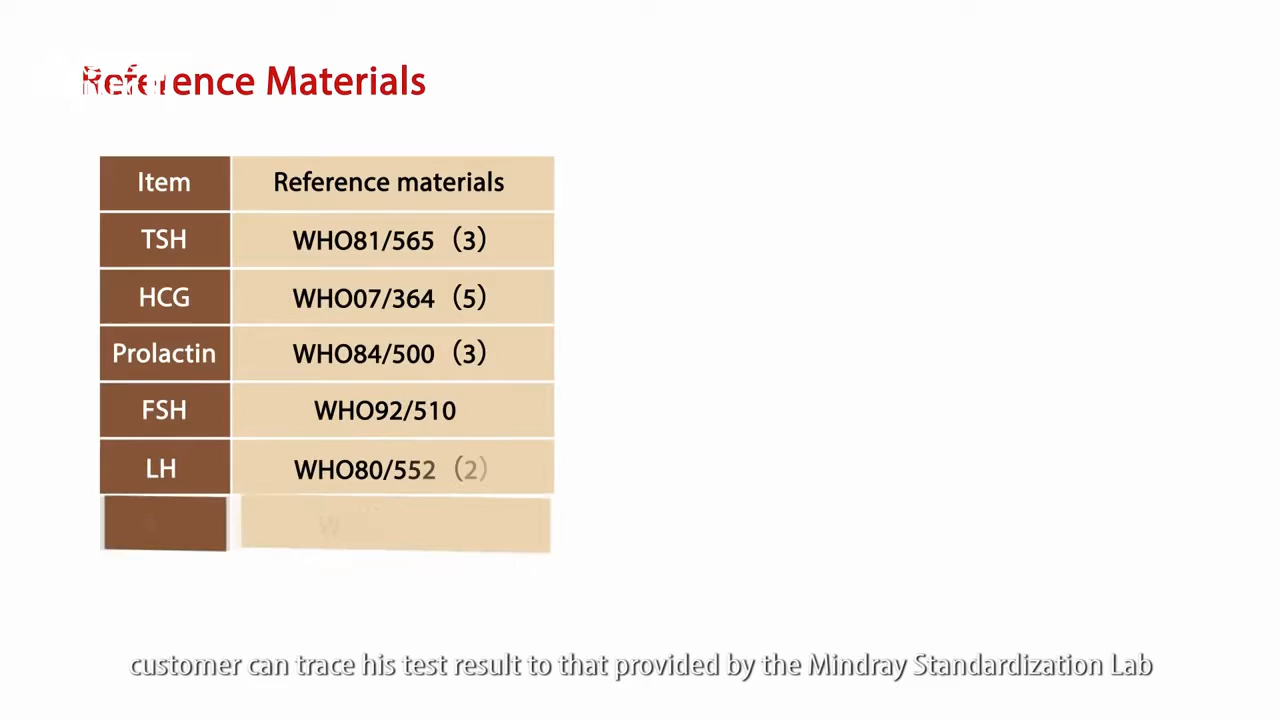 Reference Materials
Item Reference materials
TSH WHO81/565（3）
HCG WHO07/364（5）
Prolactin WHO84/500（3）
FSH WHO92/510
LH WHO80/552（2）
customer can trace his test result to that provided by the Mindray Standardization Lab